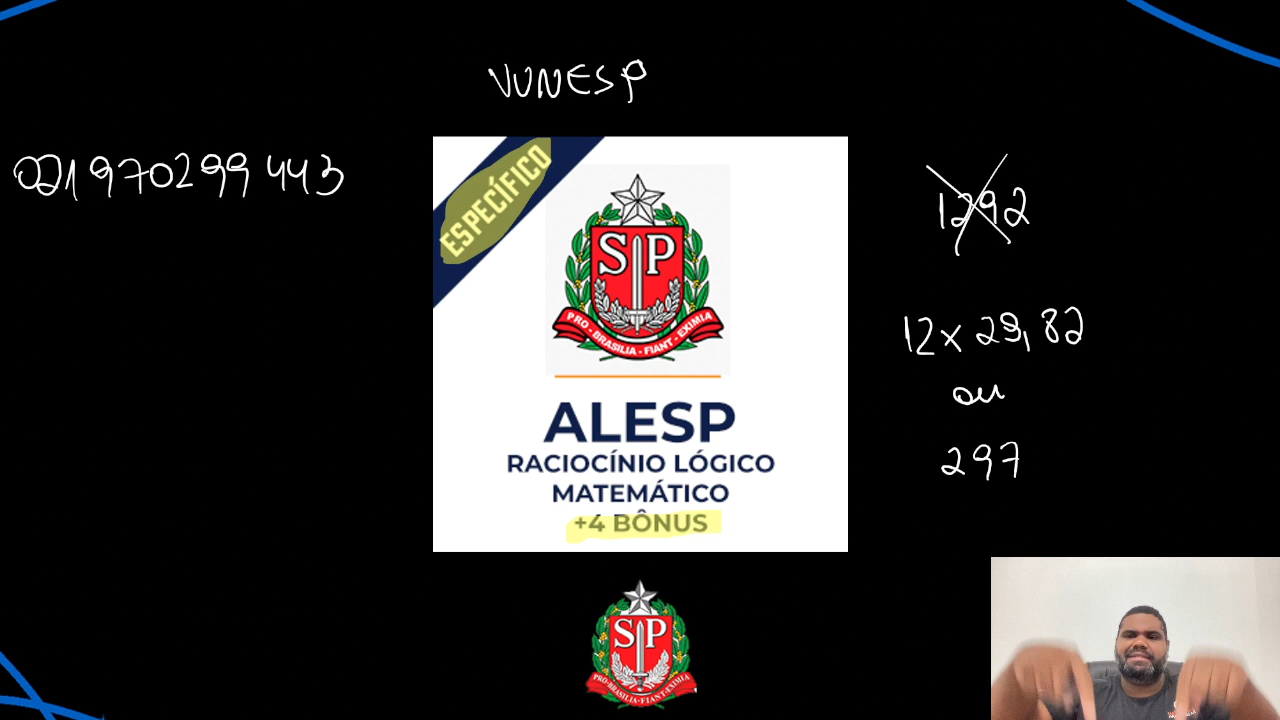 VUNESP
021970299443
ESPECÍFICO
SP
PRO - BRASILIA - FIANT - EXIMIA
ALESP
RACIOCÍNIO LÓGICO
MATEMÁTICO
+4 BÔNUS
1292
12x 29,82
ou
297
SP
PRO-BRASILIA-FIANT-EXIMIA